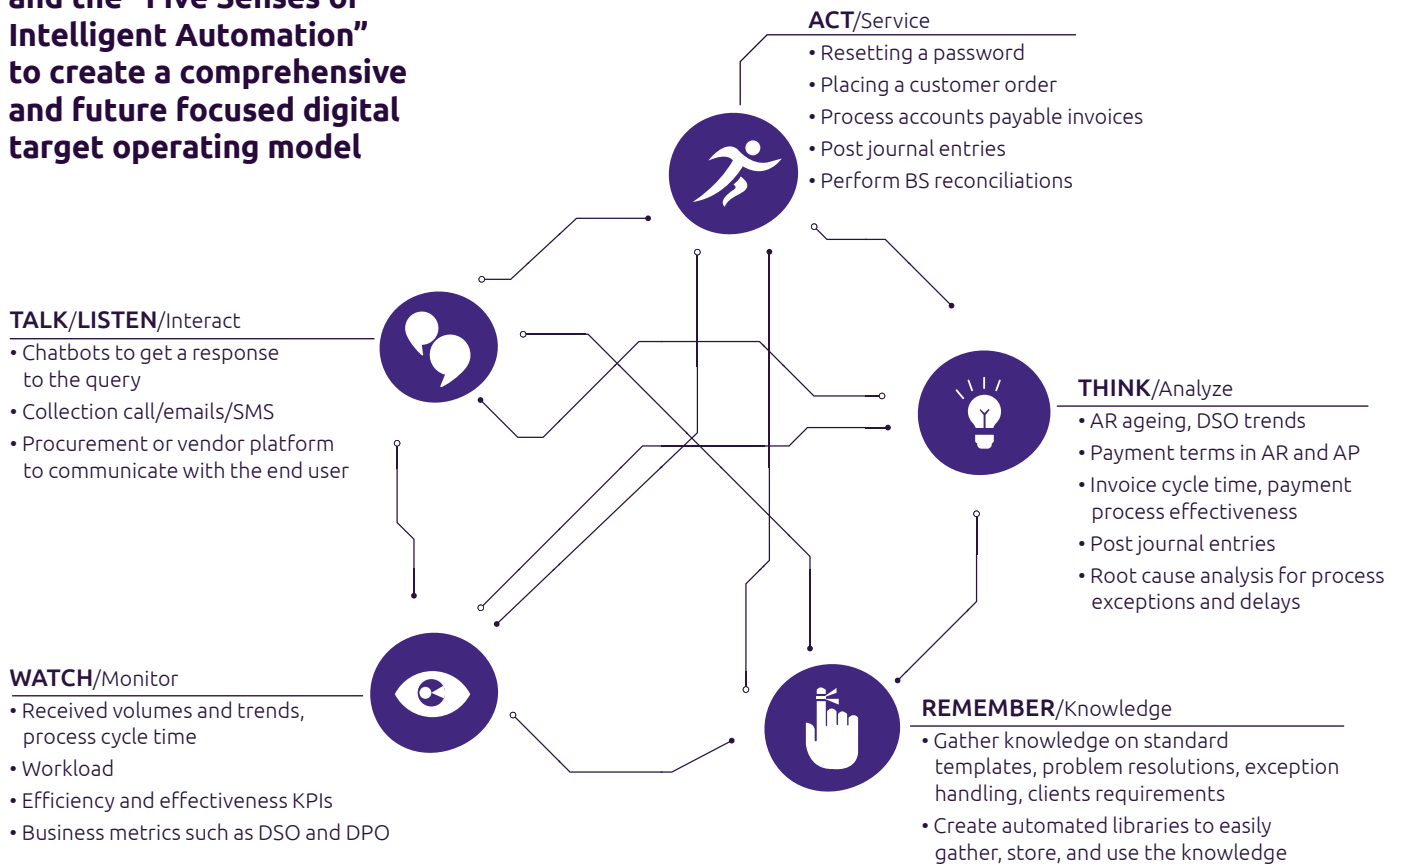 and the “Five Senses of
Intelligent Automation”
to create a comprehensive
and future focused digital
target operating model
ACT/Service
• Resetting a password
• Placing a customer order
• Process accounts payable invoices
• Post journal entries
• Perform BS reconciliations
TALK/LISTEN/Interact
• Chatbots to get a response
to the query
• Collection call/emails/SMS
• Procurement or vendor platform
to communicate with the end user
THINK/Analyze
• AR ageing, DSO trends
• Payment terms in AR and AP
• Invoice cycle time, payment
process effectiveness
• Post journal entries
• Root cause analysis for process
exceptions and delays
WATCH/Monitor
• Received volumes and trends,
process cycle time
• Workload
• Efficiency and effectiveness KPIs
• Business metrics such as DSO and DPO
REMEMBER/Knowledge
• Gather knowledge on standard
templates, problem resolutions, exception
handling, clients requirements
• Create automated libraries to easily
gather, store, and use the knowledge